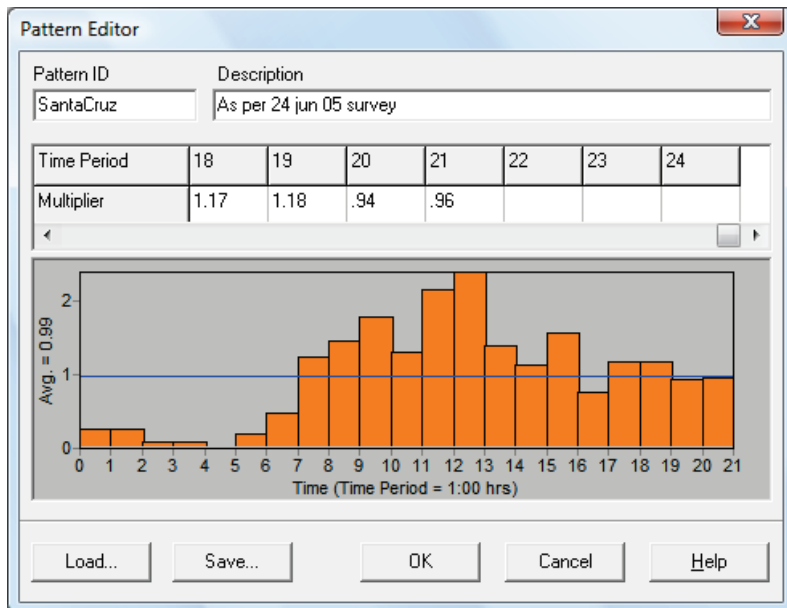 Pattern Editor
Pattern ID Description
SantaCruz As per 24 jun 05 survey
Time Period 18 19 20 21 22 23 24
Multiplier 1.17 1.18 .94 .96
2
1
0
Avg. = 0.99
0 1 2 3 4 5 6 7 8 9 10 11 12 13 14 15 16 17 18 19 20 21
Time (Time Period = 1:00 hrs)
Load... Save... OK Cancel Help